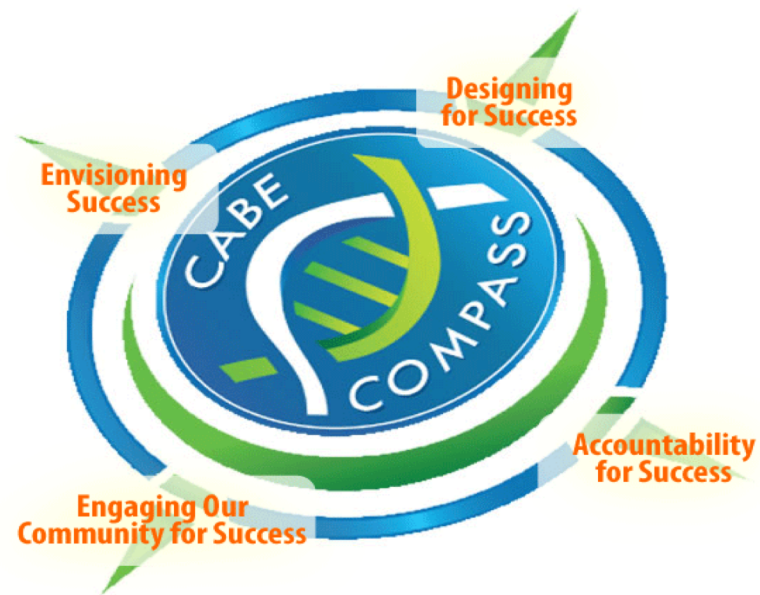 Designing
for Success
Envisioning
Success
CABE
COMPASS
Accountability
for Success
Engaging Our
Community for Success